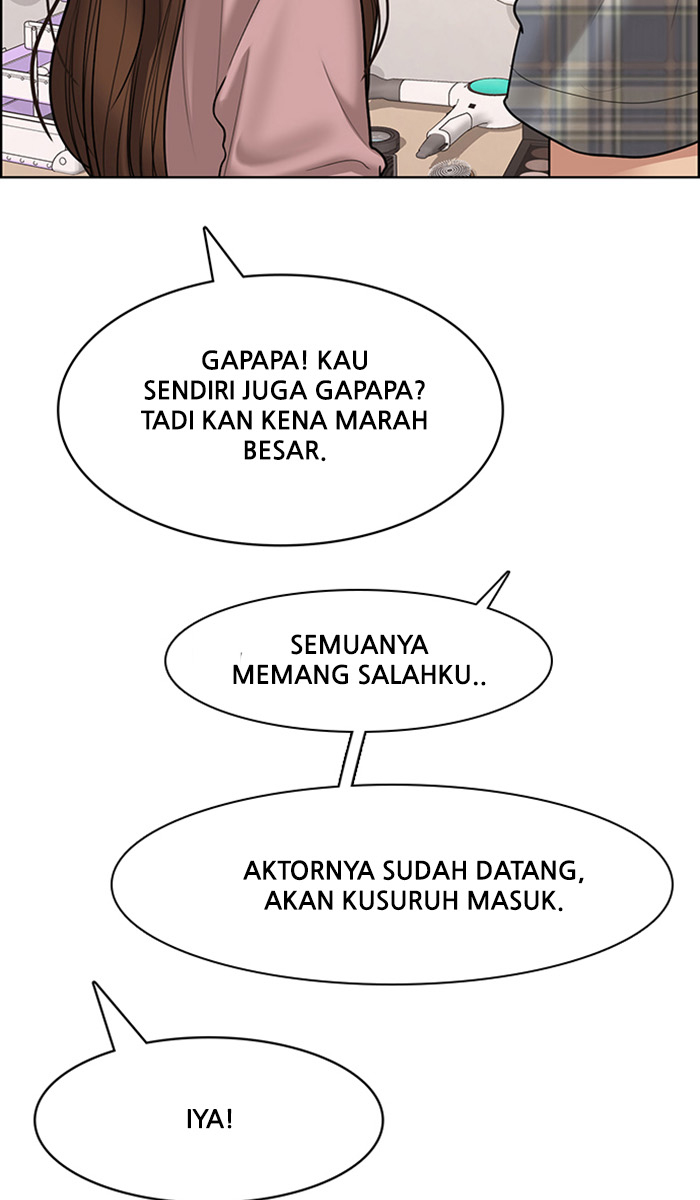 GAPAPA! KAU
SENDIRI JUGA GAPAPA?
TADI KAN KENA MARAH
BESAR.
SEMUANYA
MEMANG SALAHKU..
AKTORNYA SUDAH DATANG,
AKAN KUSURUH MASUK.
IYA!